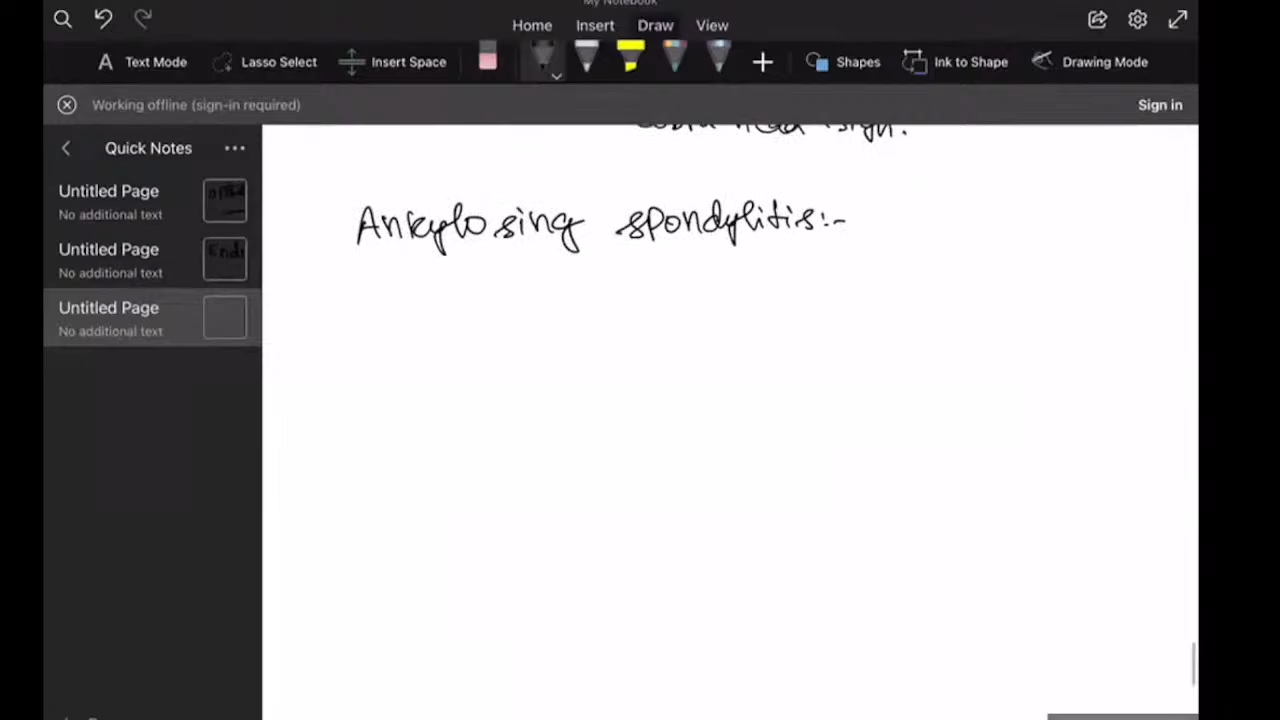 My Notebook
Home Insert Draw View
Text Mode Lasso Select Insert Space Shapes Ink to Shape Drawing Mode
Working offline (sign-in required) Sign in
Quick Notes
Untitled Page
No additional text
Untitled Page
No additional text
Untitled Page
No additional text
sign.
Ankylosing spondylitis:-